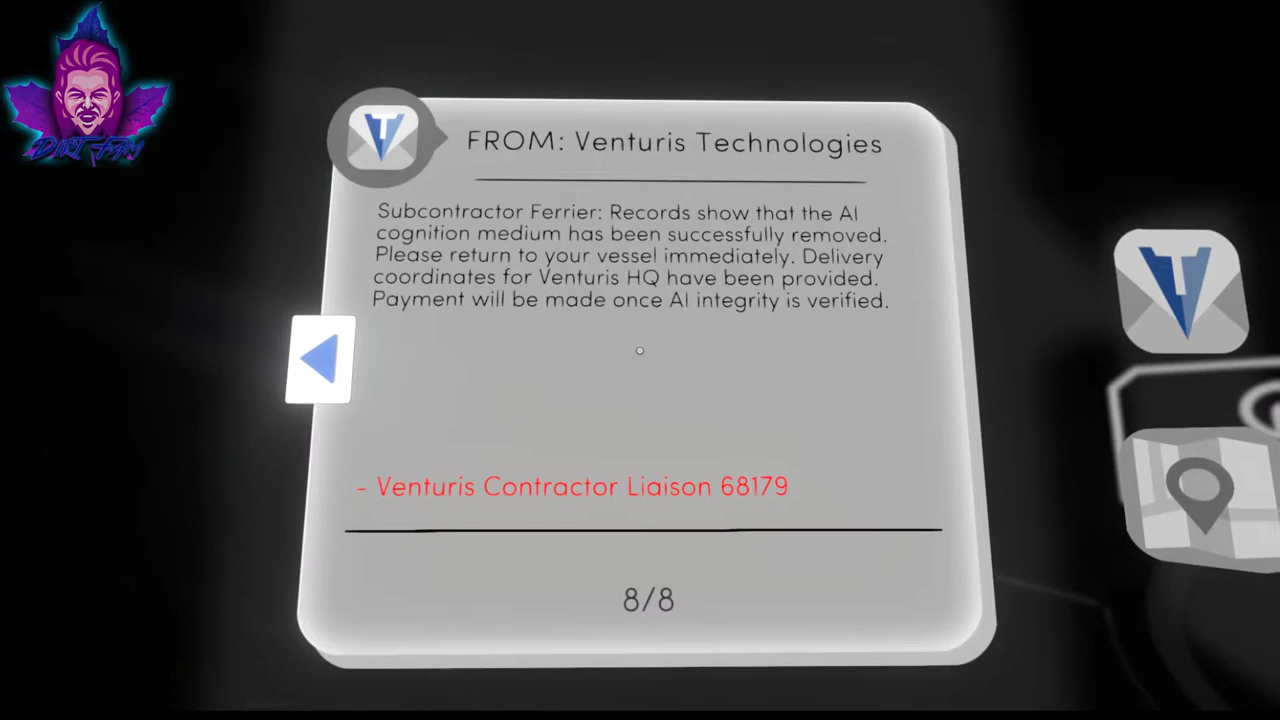 DIRT FAN
FROM: Venturis Technologies
Subcontractor Ferrier: Records show that the AI
cognition medium has been successfully removed.
Please return to your vessel immediately. Delivery
coordinates for Venturis HQ have been provided.
Payment will be made once AI integrity is verified.
- Venturis Contractor Liaison 68179
8/8